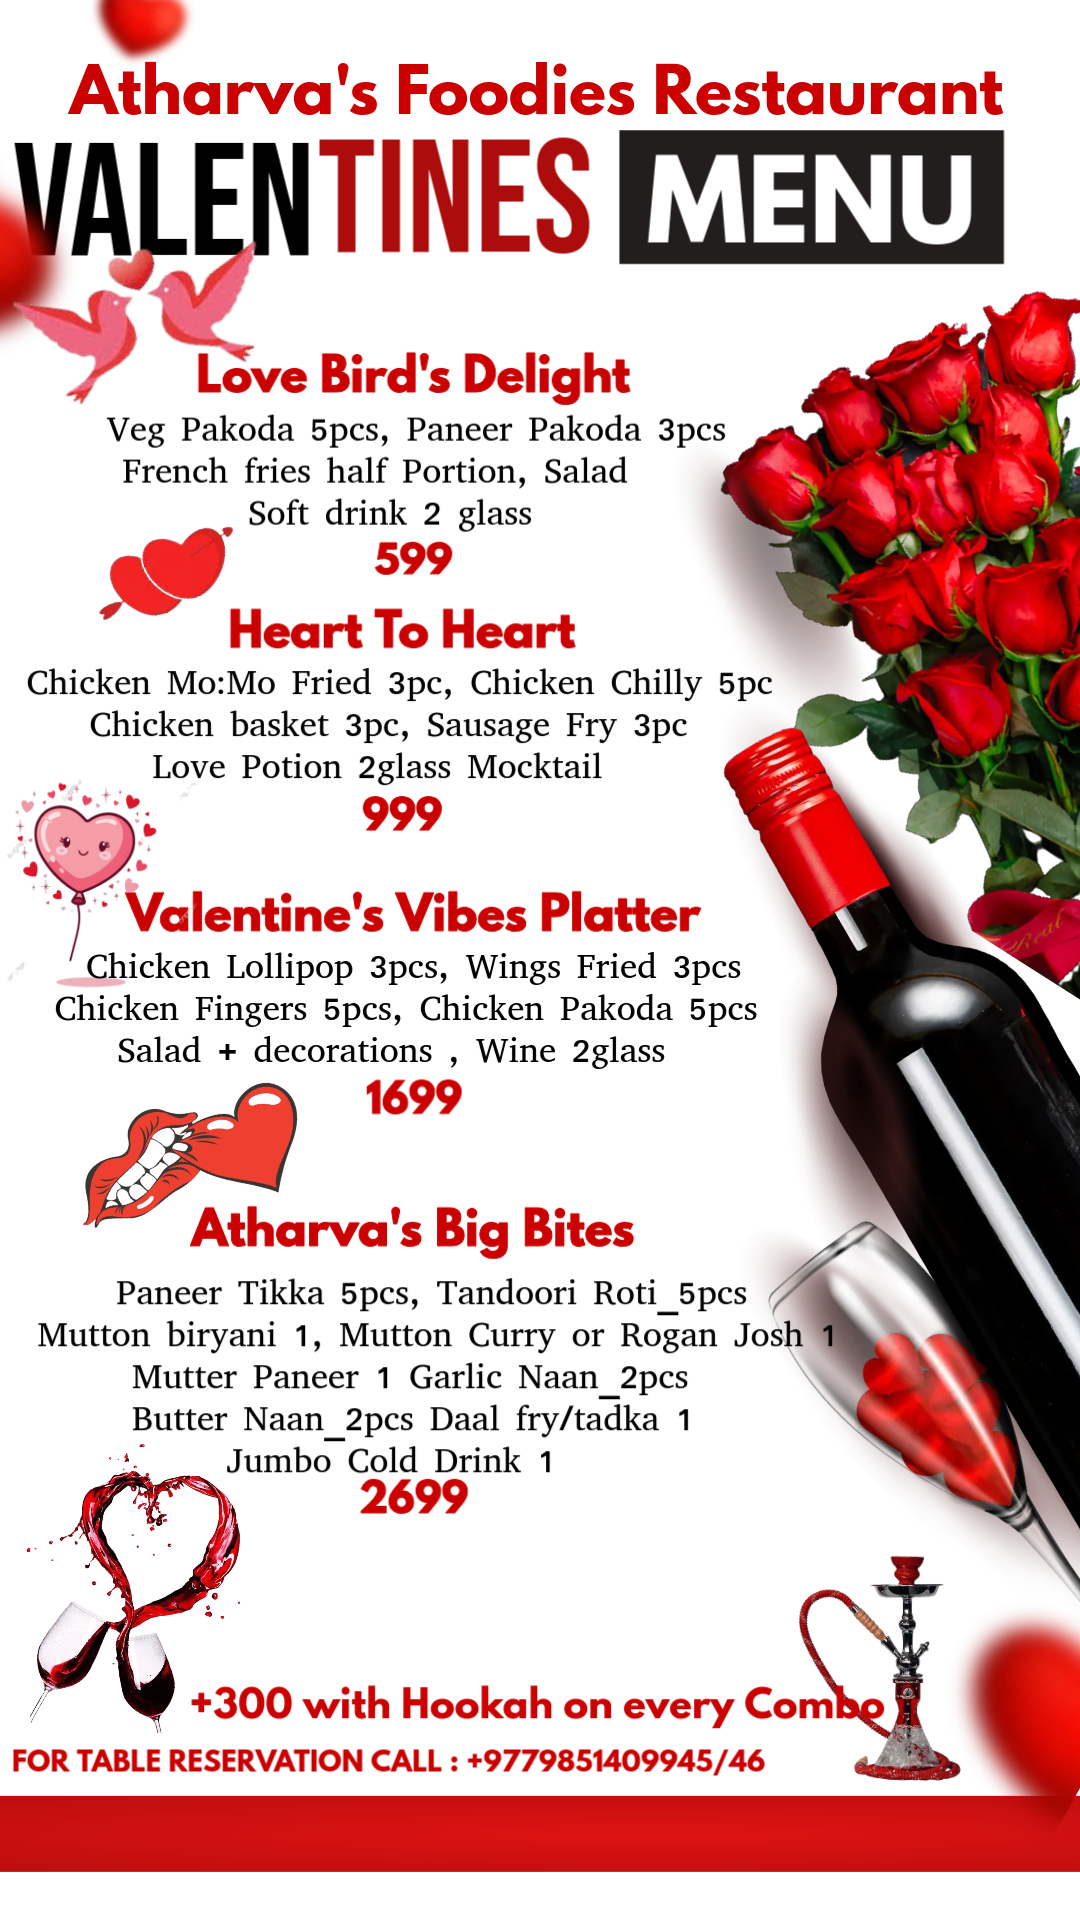 Atharva's Foodies Restaurant
VALENTINES MENU
Love Bird's Delight
Veg Pakoda 5pcs, Paneer Pakoda 3pcs
French fries half Portion, Salad
Soft drink 2 glass
599
Heart To Heart
Chicken Mo:Mo Fried 3pc, Chicken Chilly 5pc
Chicken basket 3pc, Sausage Fry 3pc
Love Potion 2glass Mocktail
999
Valentine's Vibes Platter
Chicken Lollipop 3pcs, Wings Fried 3pcs
Chicken Fingers 5pcs, Chicken Pakoda 5pcs
Salad + decorations , Wine 2glass
1699
Atharva's Big Bites
Paneer Tikka 5pcs, Tandoori Roti_5pcs
Mutton biryani 1, Mutton Curry or Rogan Josh 1
Mutter Paneer 1 Garlic Naan_2pcs
Butter Naan_2pcs Daal fry/tadka 1
Jumbo Cold Drink 1
2699
+300 with Hookah on every Combo
FOR TABLE RESERVATION CALL : +9779851409945/46